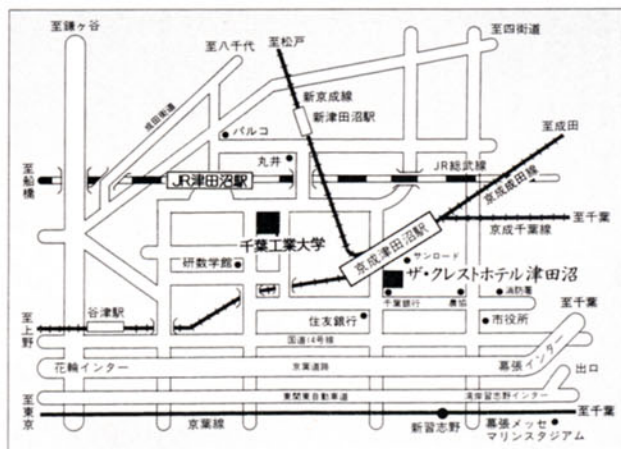 至鎌ヶ谷
至八千代
至松戸
至四街道
成田街道
新京成線
新津田沼駅
パルコ
至成田
丸井
JR総武線
至船橋
JR津田沼駅
京成成田線
千葉工業大学
京成津田沼駅
京成千葉線
至千葉
サンロード
研数学館
ザ・クレストホテル津田沼
千葉銀行
農協
消防署
至千葉
谷津駅
住友銀行
市役所
至上野
国道14号線
花輪インター
京葉道路
幕張インター
出口
東関東自動車道
湾岸習志野インター
至東京
京葉線
新習志野
至千葉
幕張メッセ
マリンスタジアム